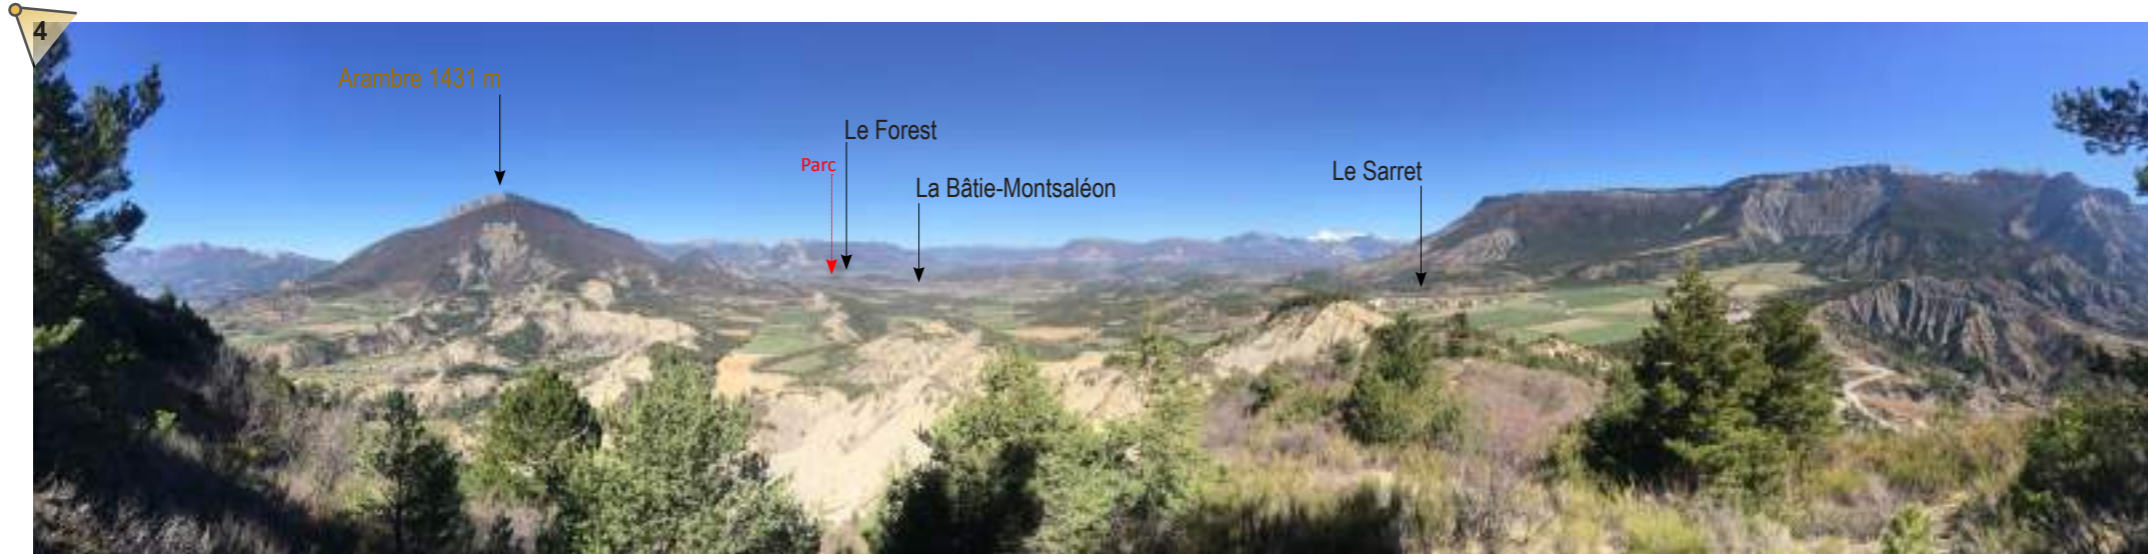 4
Arambre 1431 m
Le Forest
Parc
La Bâtie-Montsaléon
Le Sarret